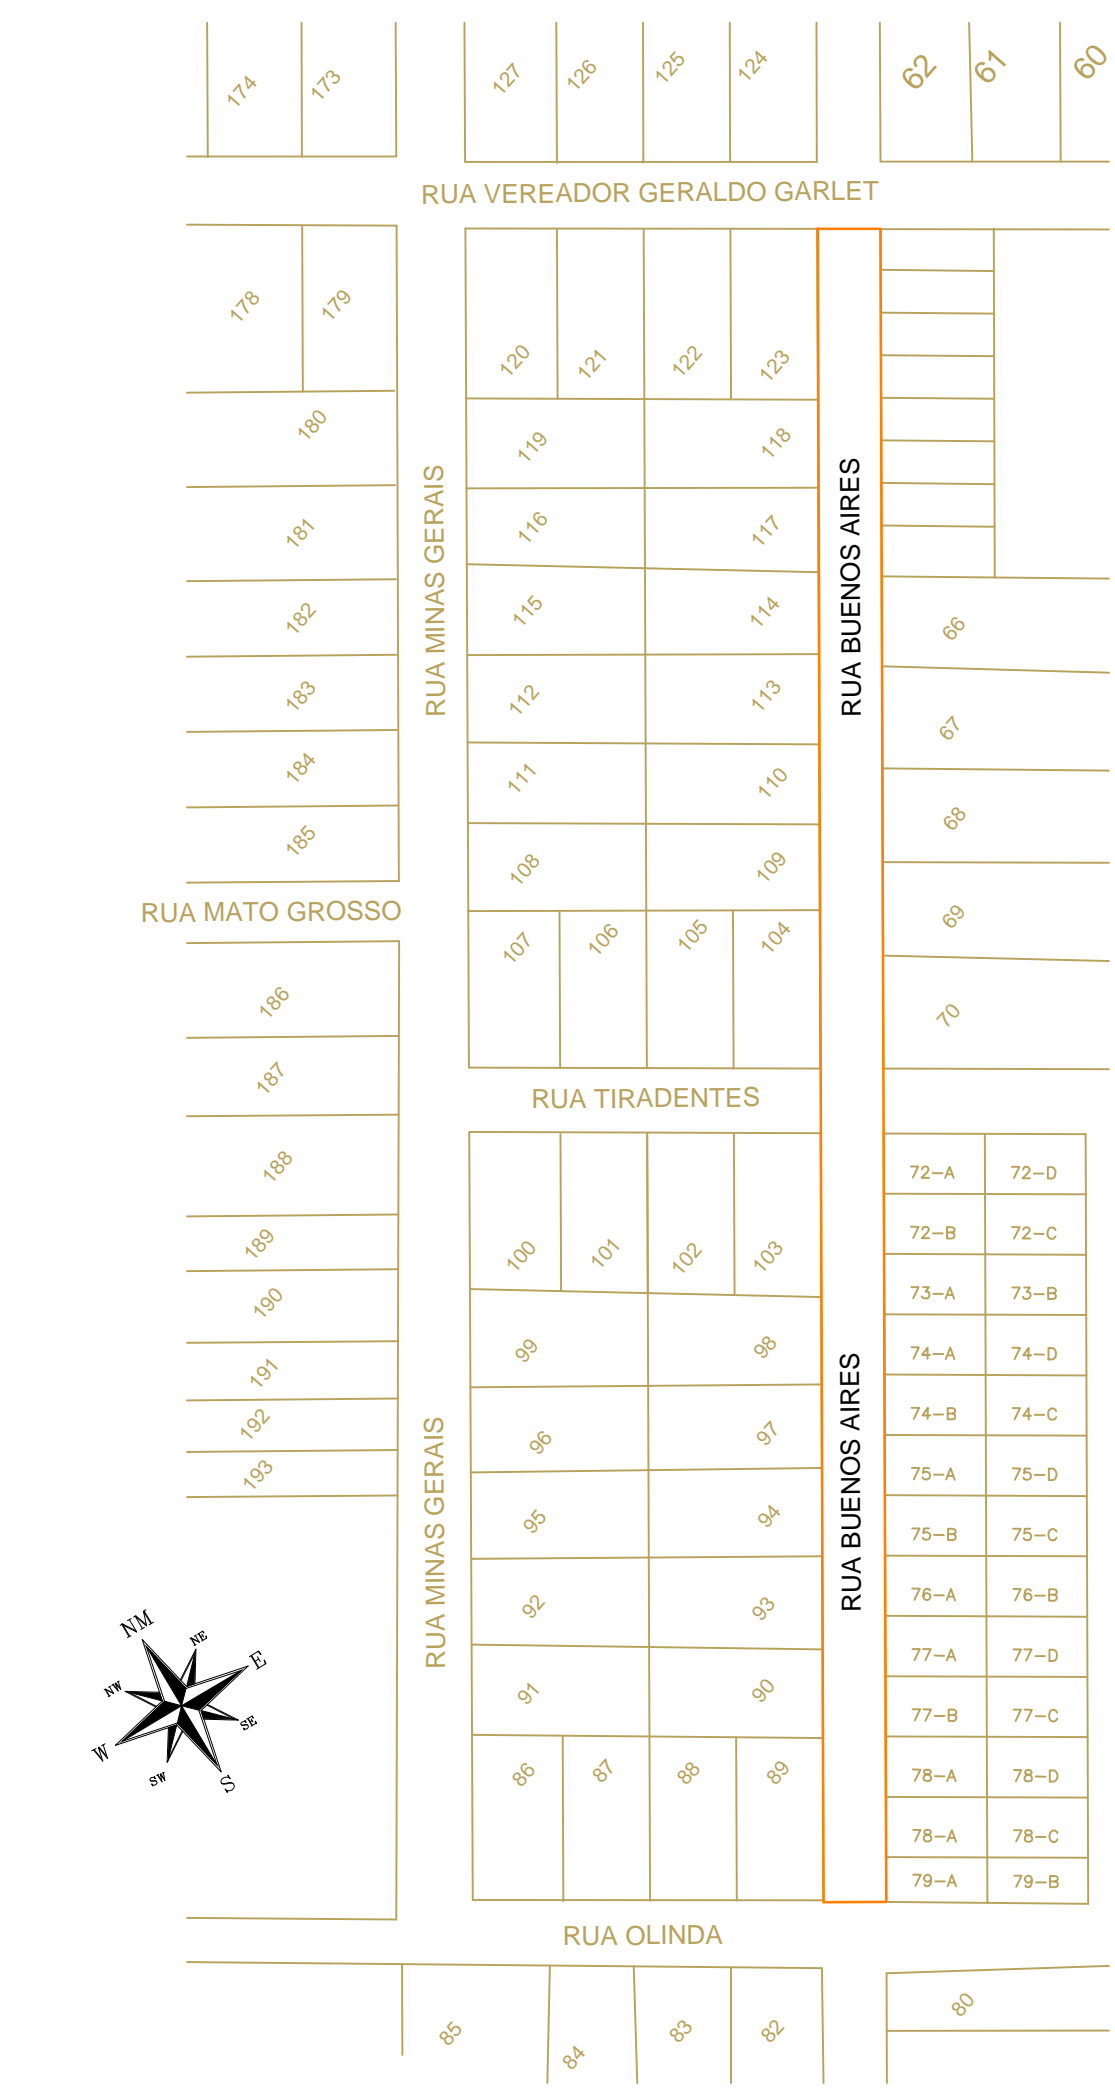 174
173
127
126
125
124
62
61
60
RUA VEREADOR GERALDO GARLET
178
179
120
121
122
123
180
119
118
RUA MINAS GERAIS
RUA BUENOS AIRES
181
116
117
182
115
114
66
183
112
113
67
184
111
110
68
185
108
109
RUA MATO GROSSO
107
106
105
104
69
186
70
187
RUA TIRADENTES
188
72-A
72-D
189
100
101
102
103
72-B
72-C
190
73-A
73-B
191
99
98
74-A
74-D
192
96
97
74-B
74-C
193
75-A
75-D
RUA MINAS GERAIS
RUA BUENOS AIRES
95
94
75-B
75-C
92
93
76-A
76-B
NM
NE
E
NW
SE
W
SW
S
77-A
77-D
91
90
77-B
77-C
86
87
88
89
78-A
78-D
78-A
78-C
79-A
79-B
RUA OLINDA
85
84
83
82
80